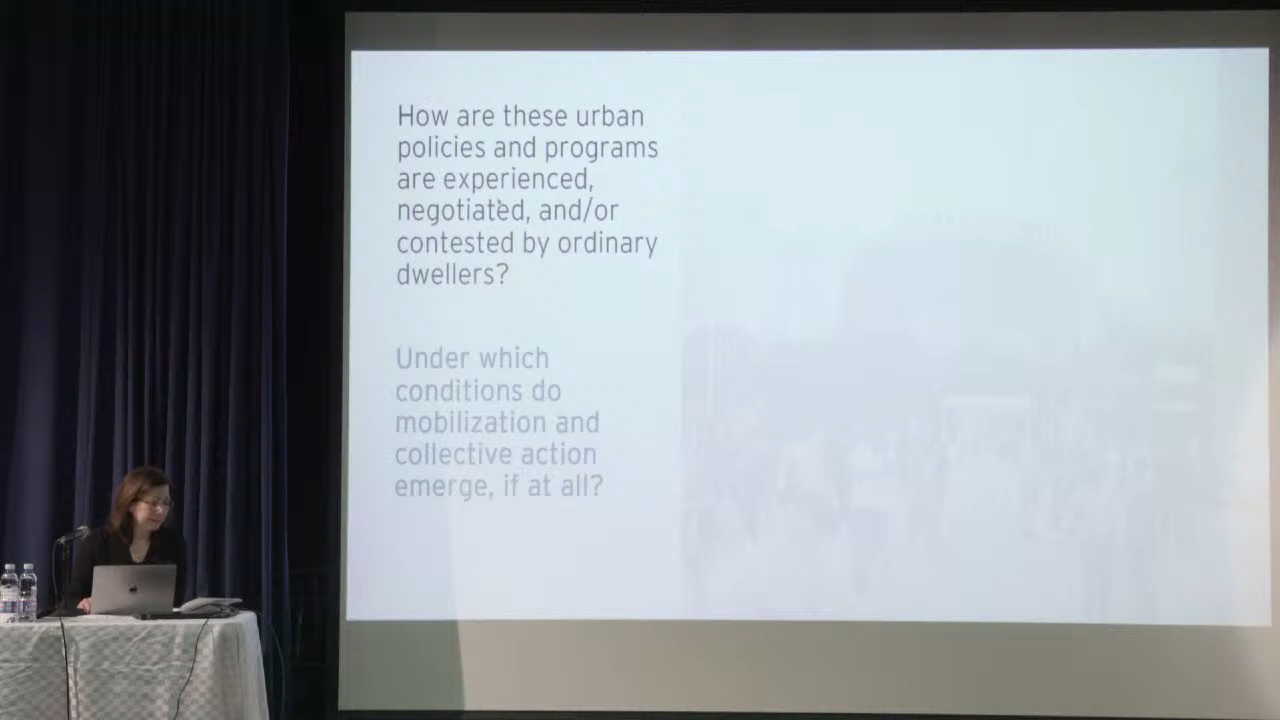 How are these urban
policies and programs
are experienced,
negotiated, and/or
contested by ordinary
dwellers?
Under which
conditions do
mobilization and
collective action
emerge, if at all?